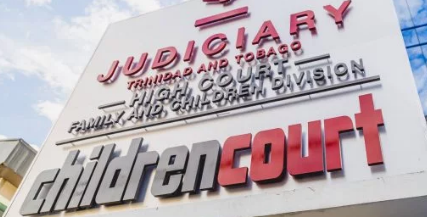 JUDICIARY
TRINIDAD AND TOBAGO
HIGH COURT
FAMILY AND CHILDREN DIVISION
childrencourt